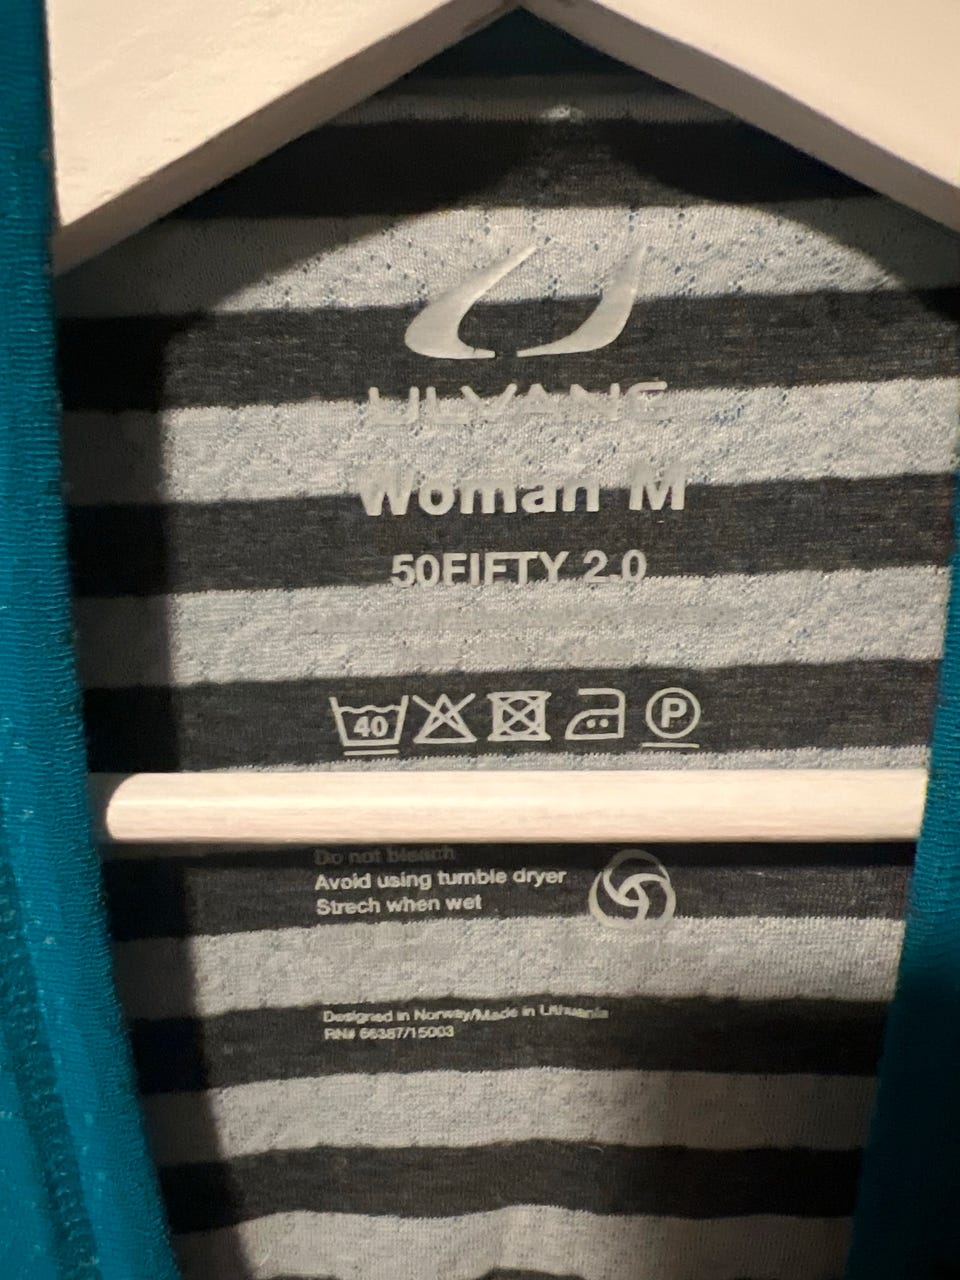 ULVANG
Woman M
50FIFTY 2.0
40 P
Do not bleach
Avoid using tumble dryer
Strech when wet
Designed in Norway/Made in Lithuania
RN# 66387/15003